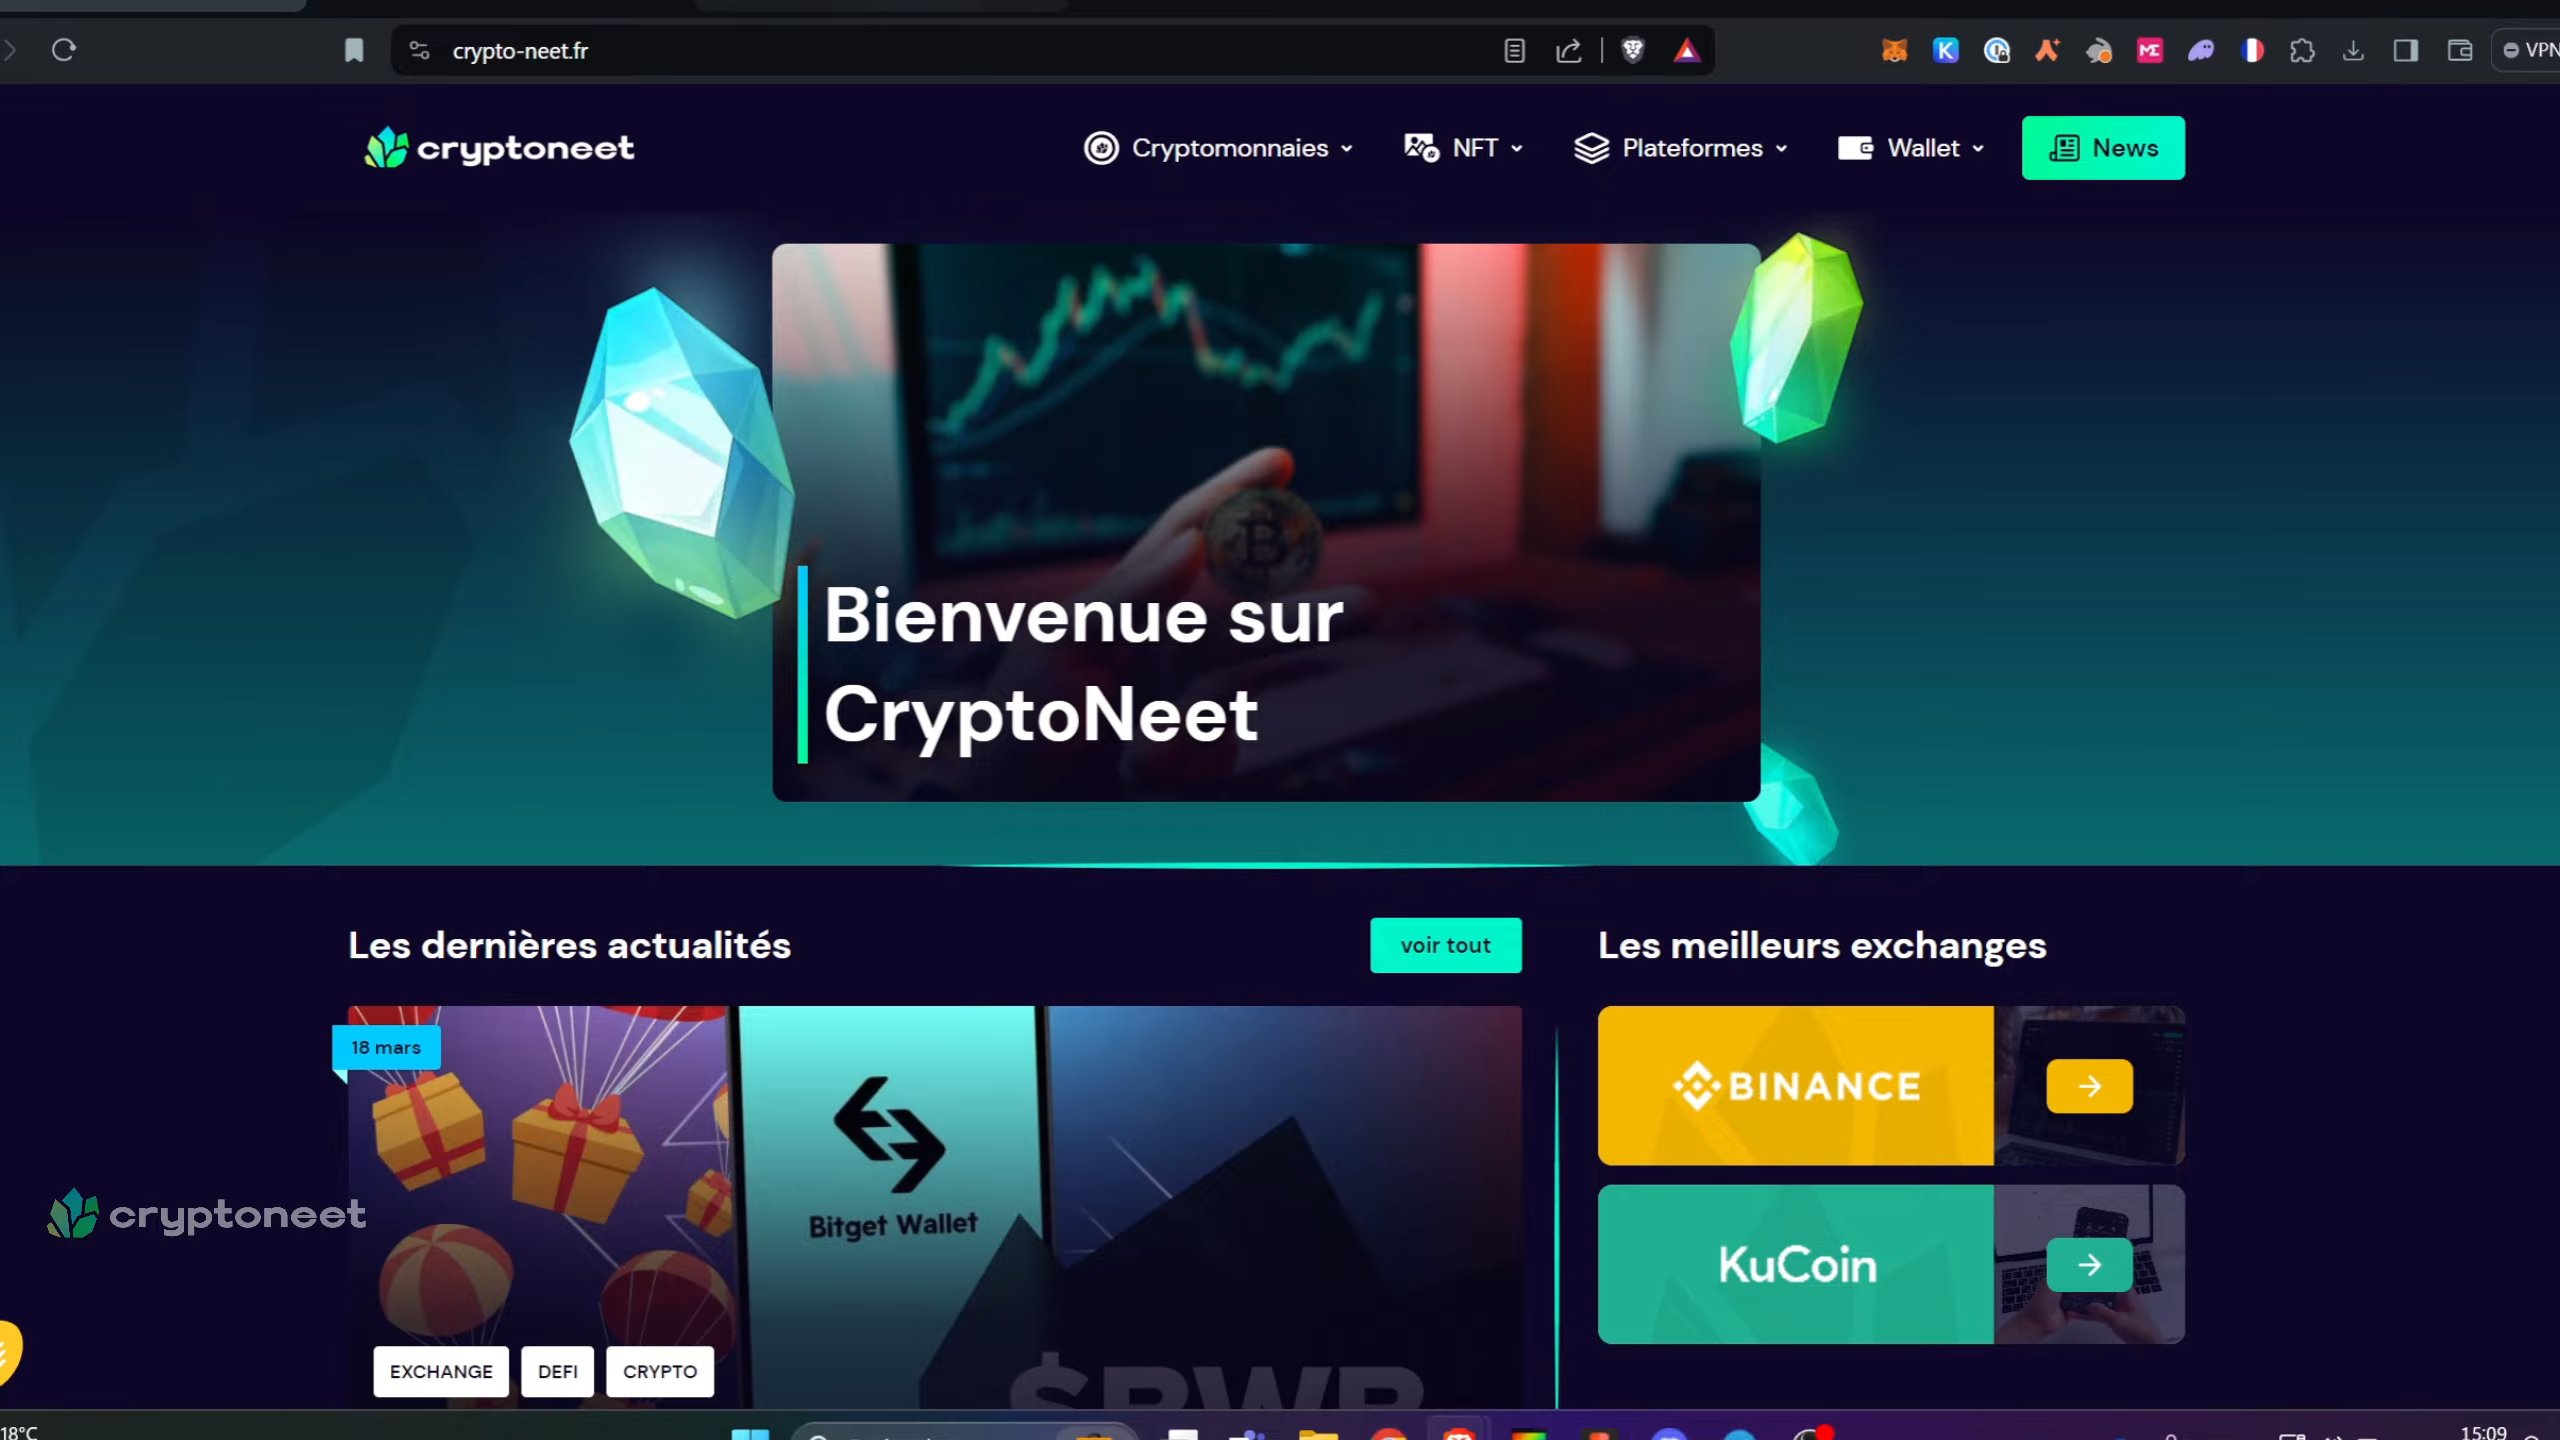 crypto-neet.fr
VPN
cryptoneet
Cryptomonnaies
NFT
Plateformes
Wallet
News
Bienvenue sur
CryptoNeet
Les dernières actualités
voir tout
Les meilleurs exchanges
18 mars
BINANCE
Bitget Wallet
cryptoneet
KuCoin
EXCHANGE
DEFI
CRYPTO
$BWB
18°C
15:09